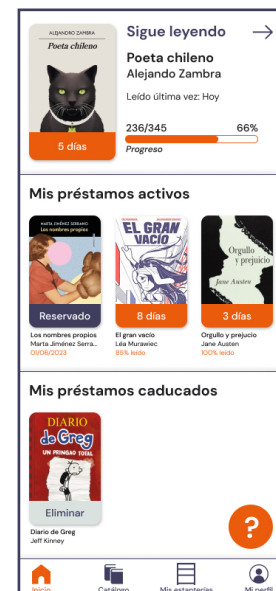 ALEJANDRO ZAMBRA
Poeta chileno
5 días
Sigue leyendo
Poeta chileno
Alejando Zambra
Leído última vez: Hoy
236/345
66%
Progreso
Mis préstamos activos
MARTA JIMÉNEZ SERRANO
Los nombres propios
Reservado
Los nombres propios
Marta Jiménez Serra...
01/06/2023
EL GRAN
VACÍO
8 días
El gran vacío
Léa Murawiec
85% leído
Orgullo
y prejuicio
Jane Austen
3 días
Orgullo y prejucio
Jane Austen
100% leído
Mis préstamos caducados
DIARIO
de Greg
UN PRINGAO TOTAL
Eliminar
Diario de Greg
Jeff Kinney
?
Inicio
Catálogo
Mis estanterías
Mi perfil